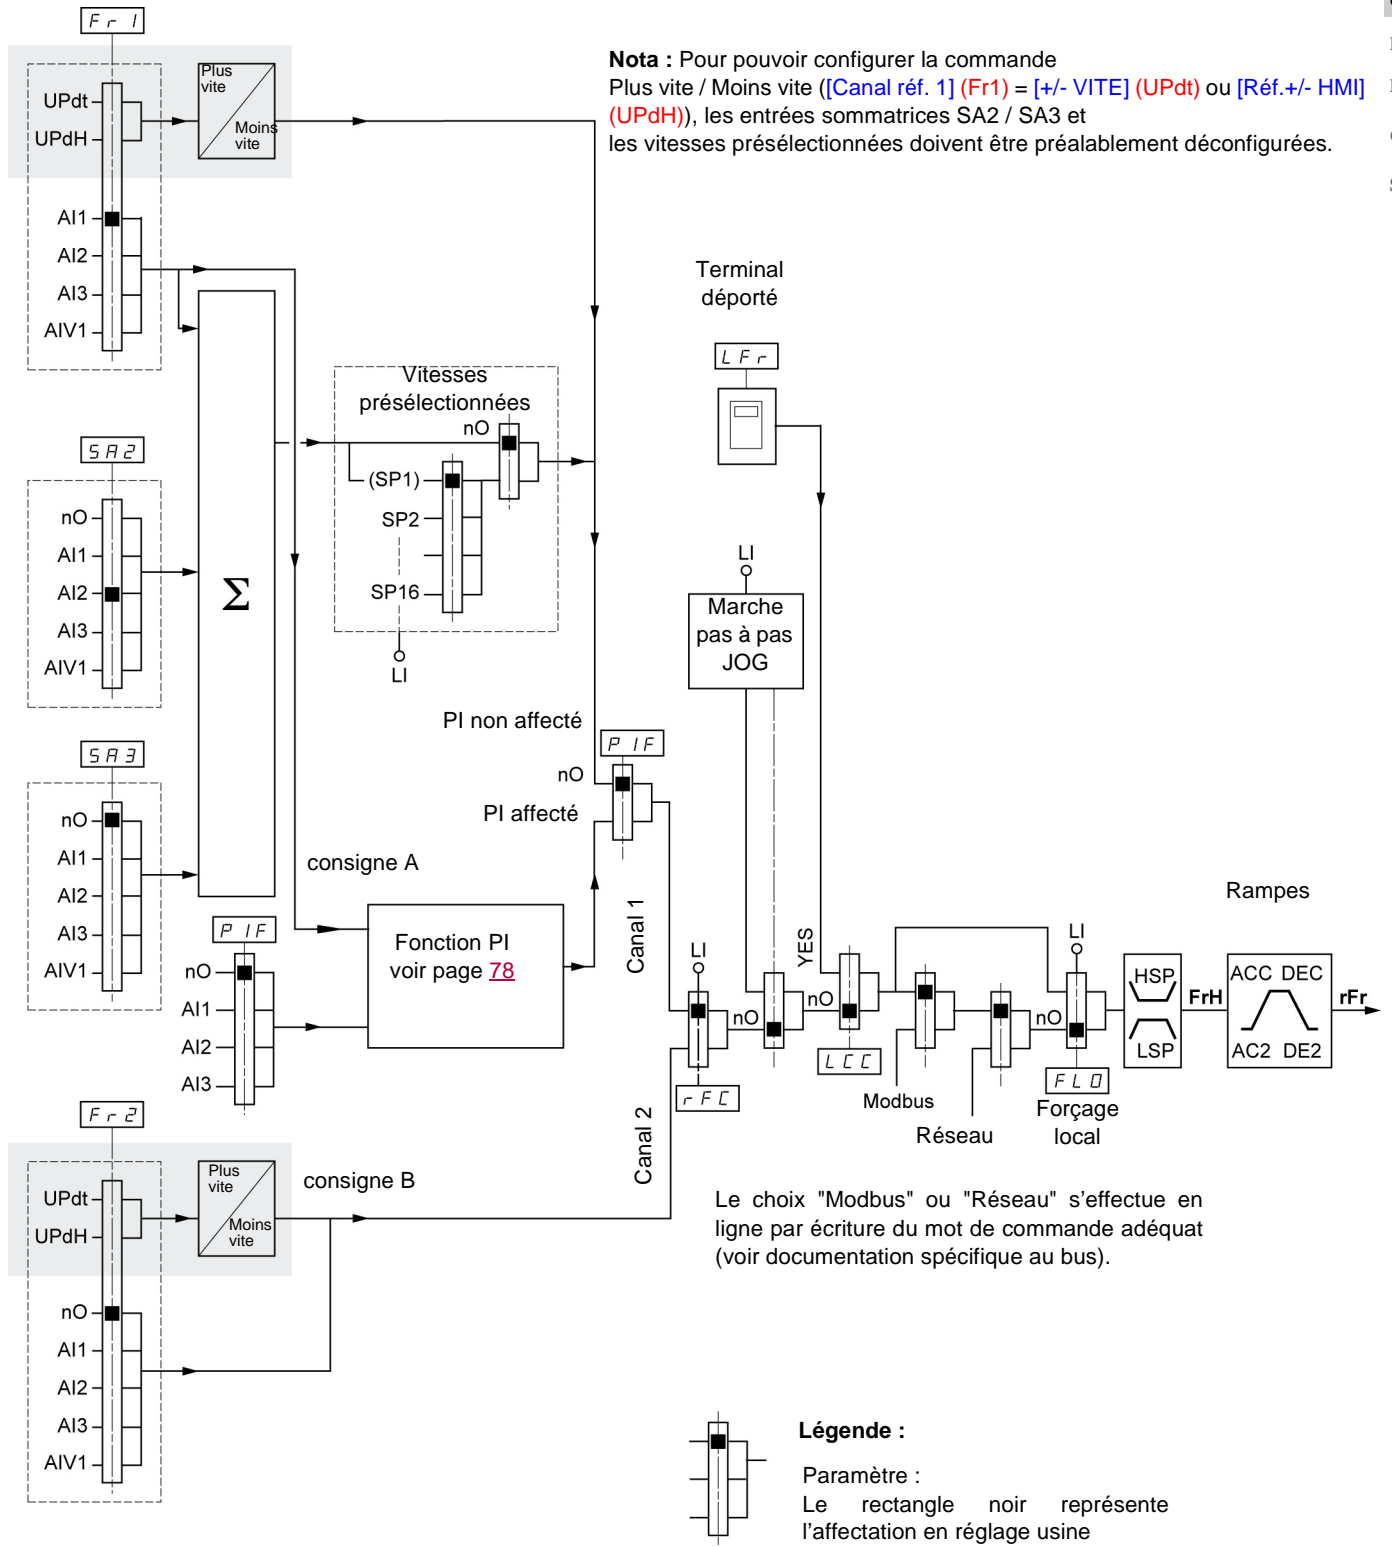 Fr1
Nota : Pour pouvoir configurer la commande
Plus vite / Moins vite ([Canal réf. 1] (Fr1) = [+/- VITE] (UPdt) ou [Réf.+/- HMI]
(UPdH)), les entrées sommatrices SA2 / SA3 et
les vitesses présélectionnées doivent être préalablement déconfigurées.
UPdt
UPdH
Plus
vite
Moins
vite
AI1
AI2
AI3
AIV1
Terminal
déporté
LFr
Vitesses
présélectionnées
nO
(SP1)
SP2
SP16
LI
SA2
nO
AI1
AI2
AI3
AIV1
Σ
LI
Marche
pas à pas
JOG
PI non affecté
PIF
nO
PI affecté
SA3
nO
AI1
AI2
AI3
AIV1
consigne A
PIF
nO
AI1
AI2
AI3
Fonction PI
voir page 78
Canal 1
Canal 2
LI
nO
rFC
YES
nO
LCC
Modbus
Réseau
nO
LI
FLO
Forçage
local
HSP
LSP
FrH
Rampes
ACC DEC
AC2 DE2
rFr
Fr2
UPdt
UPdH
Plus
vite
Moins
vite
consigne B
nO
AI1
AI2
AI3
AIV1
Le choix "Modbus" ou "Réseau" s’effectue en
ligne par écriture du mot de commande adéquat
(voir documentation spécifique au bus).
Légende :
Paramètre :
Le rectangle noir représente
l’affectation en réglage usine